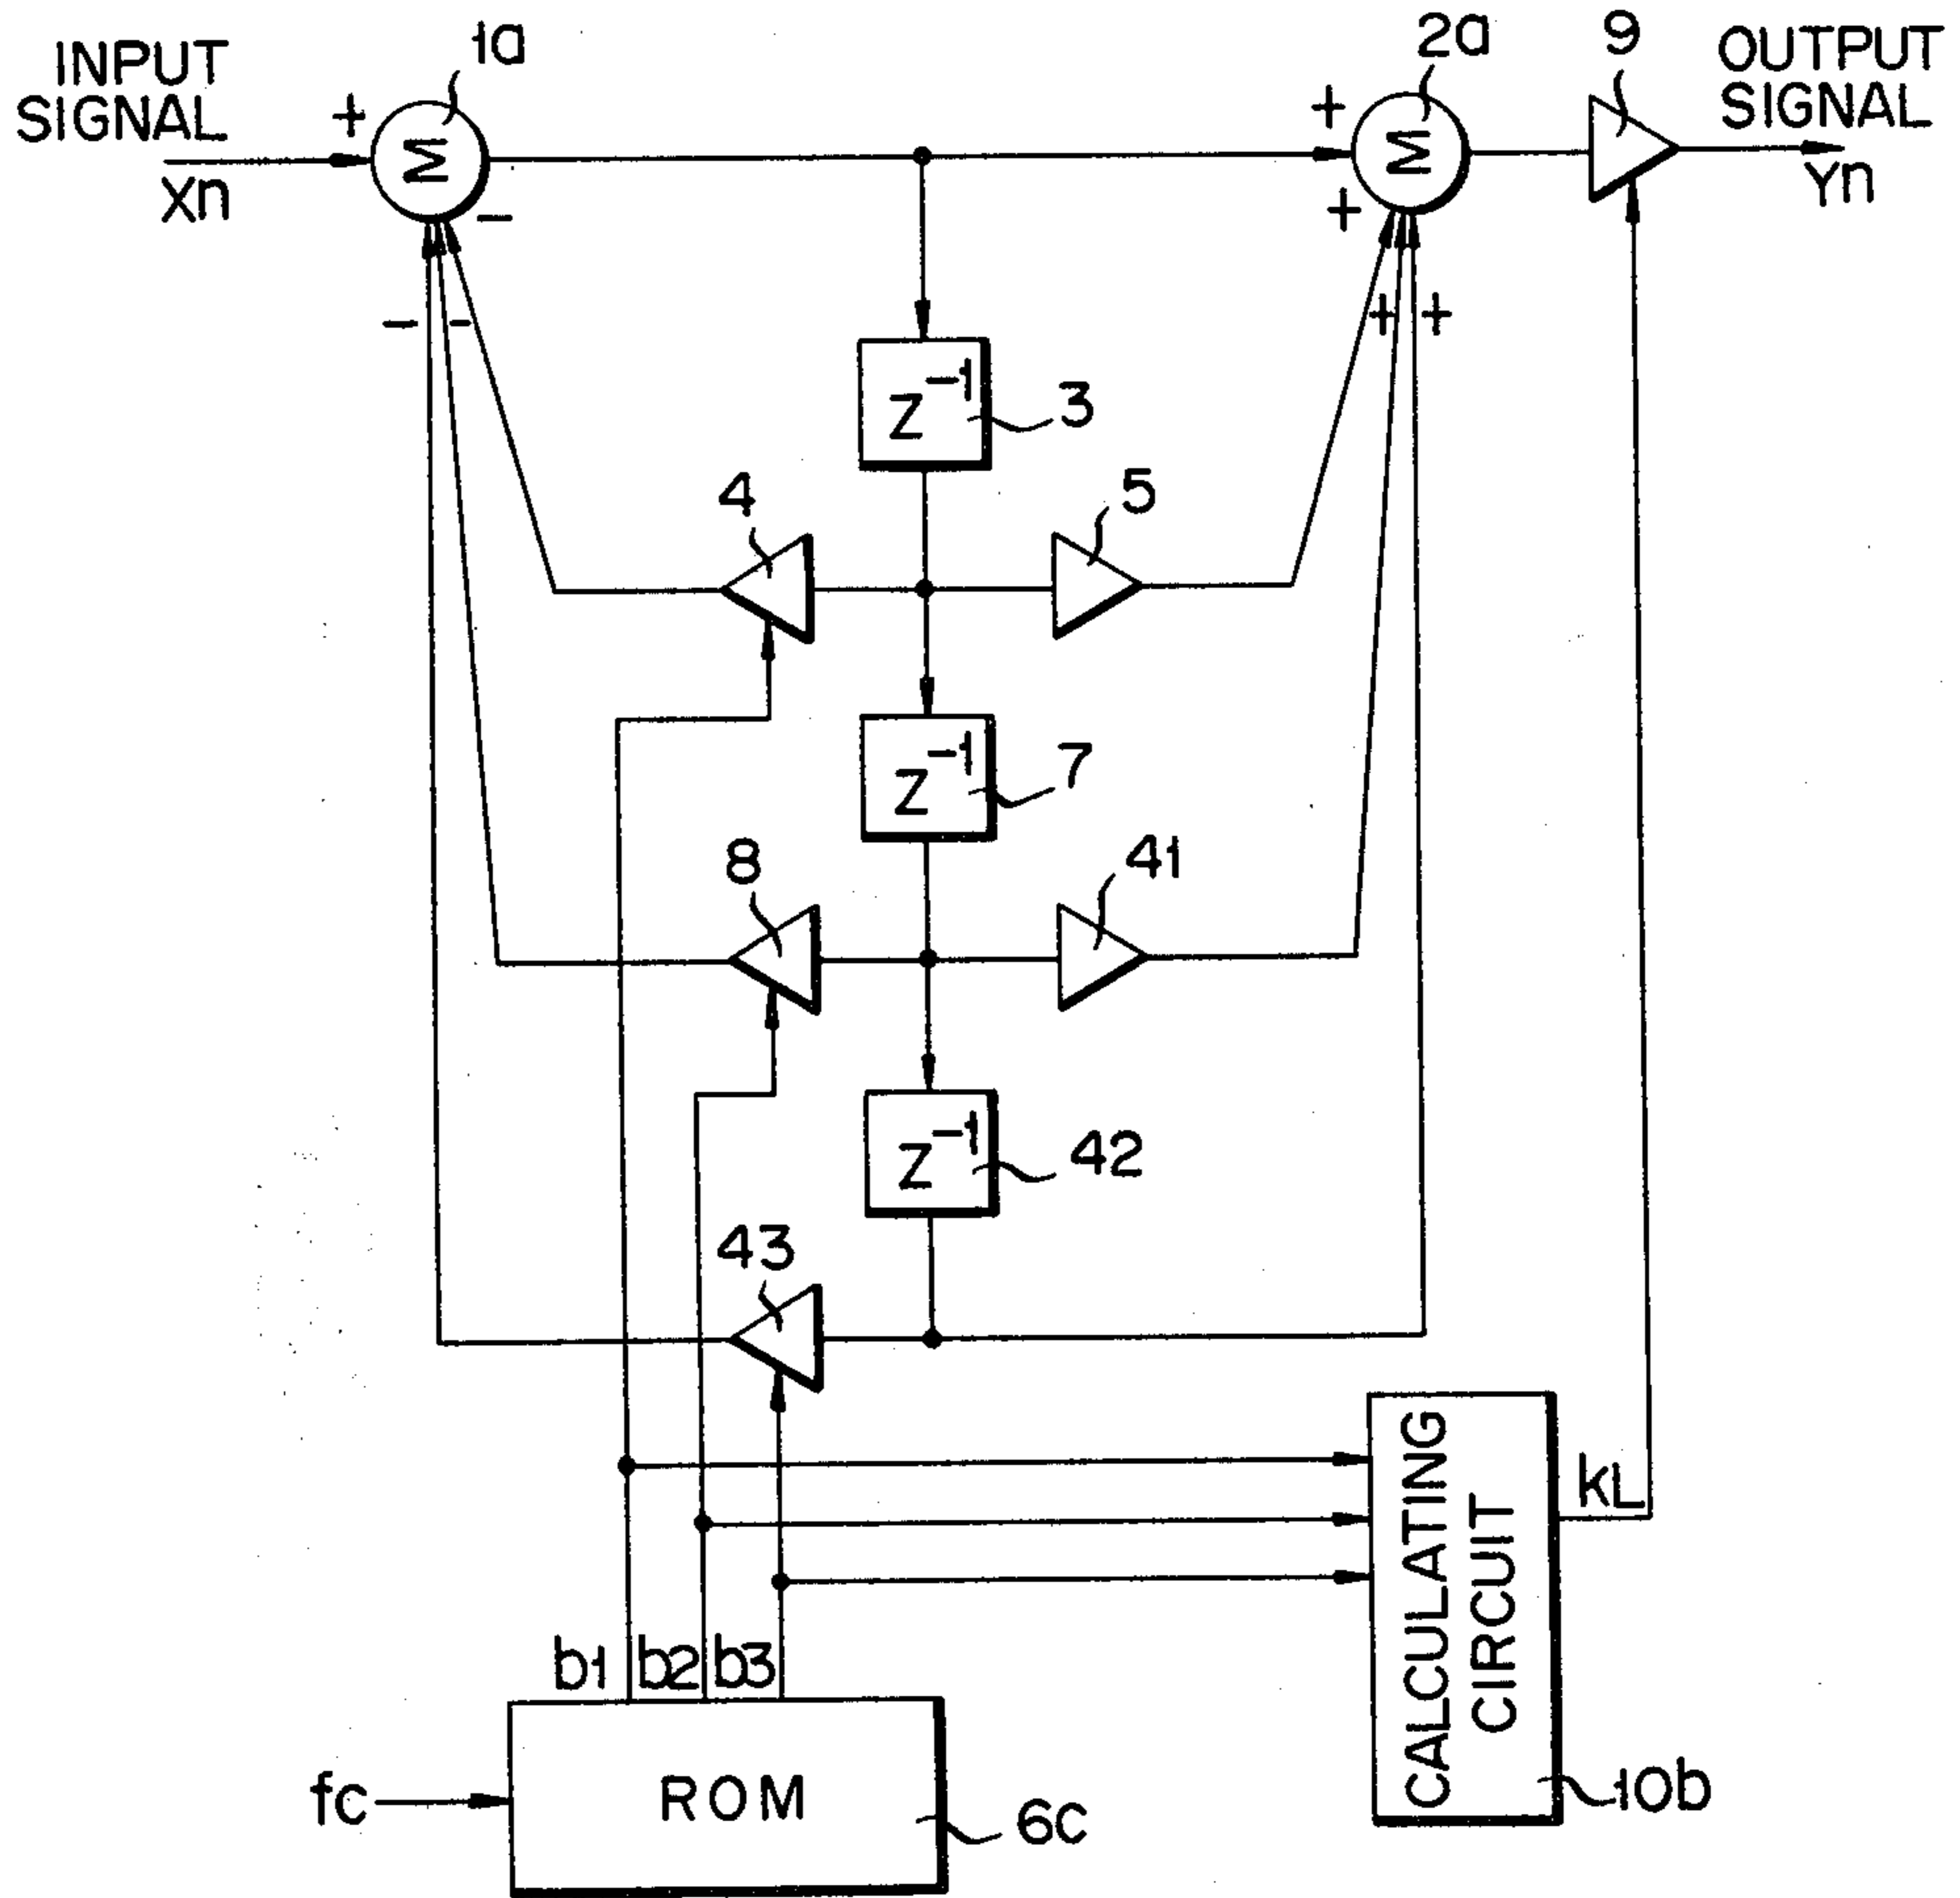 INPUT
SIGNAL
Xn
+
1a
Σ
-
- -
2a
+
Σ
+
+ +
9
OUTPUT
SIGNAL
Yn
Z-1
3
4
5
Z-1
7
8
41
Z-1
42
43
kL
CALCULATING
CIRCUIT
10b
b1 b2 b3
fc
ROM
6c